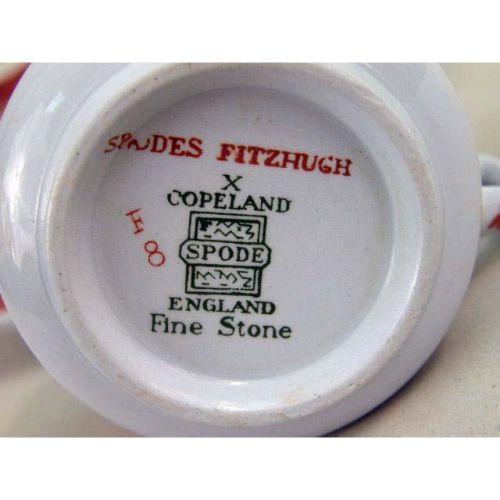 SPODES FITZHUGH
X
COPELAND
SPODE
ENGLAND
Fine Stone